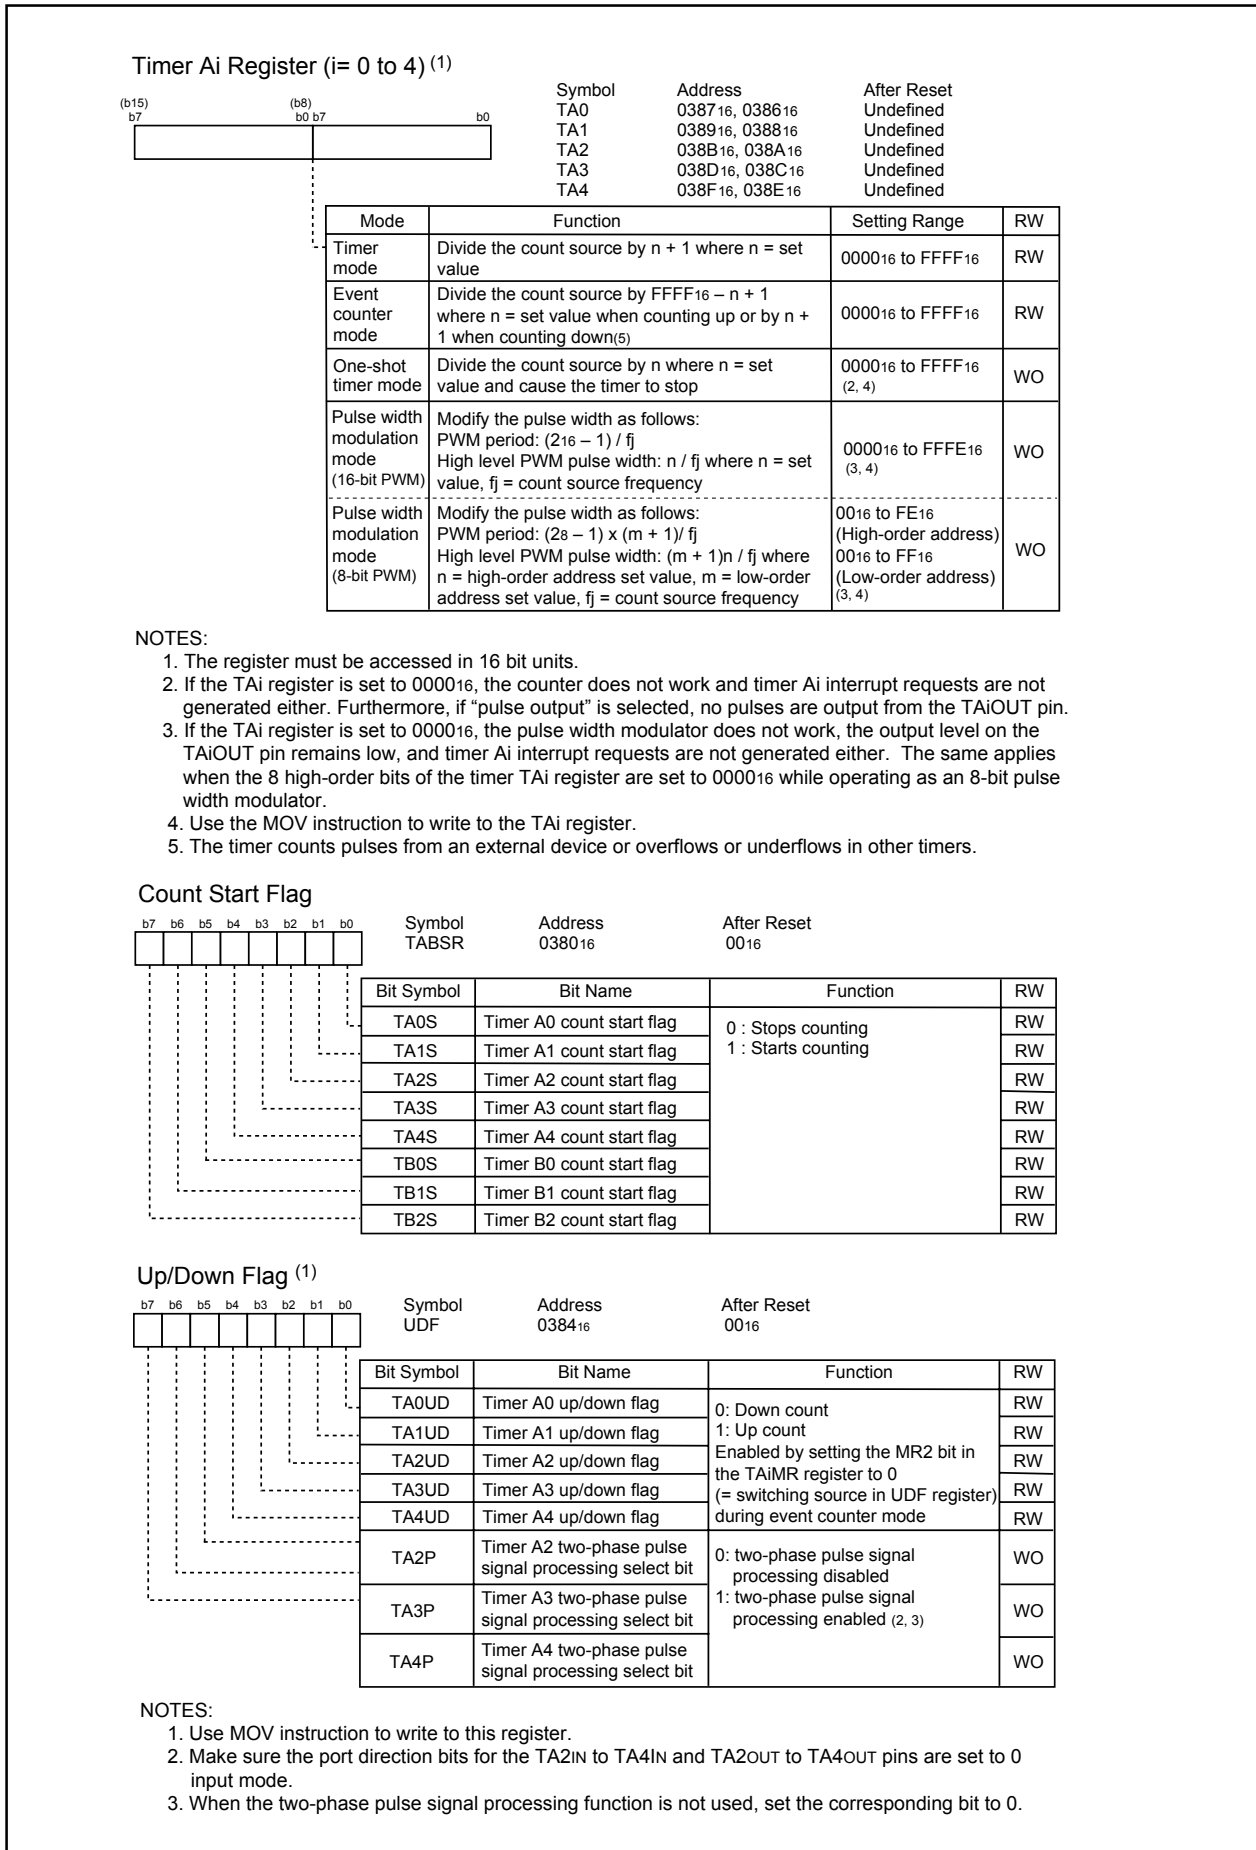 Timer Ai Register (i= 0 to 4) (1)
(b15) (b8)
b7 b0 b7 b0
Symbol Address After Reset
TA0 038716, 038616 Undefined
TA1 038916, 038816 Undefined
TA2 038B16, 038A16 Undefined
TA3 038D16, 038C16 Undefined
TA4 038F16, 038E16 Undefined
Mode Function Setting Range RW
Timer mode
Divide the count source by n + 1 where n = set
value
000016 to FFFF16 RW
Event
counter
mode
Divide the count source by FFFF16 – n + 1
where n = set value when counting up or by n +
1 when counting down(5)
000016 to FFFF16 RW
One-shot
timer mode
Divide the count source by n where n = set
value and cause the timer to stop
000016 to FFFF16
(2, 4)
WO
Pulse width
modulation
mode
(16-bit PWM)
Modify the pulse width as follows:
PWM period: (216 – 1) / fj
High level PWM pulse width: n / fj where n = set
value, fj = count source frequency
000016 to FFFE16
(3, 4)
WO
Pulse width
modulation
mode
(8-bit PWM)
Modify the pulse width as follows:
PWM period: (28 – 1) x (m + 1)/ fj
High level PWM pulse width: (m + 1)n / fj where
n = high-order address set value, m = low-order
address set value, fj = count source frequency
0016 to FE16
(High-order address)
0016 to FF16
(Low-order address)
(3, 4)
WO
NOTES:
1. The register must be accessed in 16 bit units.
2. If the TAi register is set to 000016, the counter does not work and timer Ai interrupt requests are not
generated either. Furthermore, if “pulse output” is selected, no pulses are output from the TAiOUT pin.
3. If the TAi register is set to 000016, the pulse width modulator does not work, the output level on the
TAiOUT pin remains low, and timer Ai interrupt requests are not generated either. The same applies
when the 8 high-order bits of the timer TAi register are set to 000016 while operating as an 8-bit pulse
width modulator.
4. Use the MOV instruction to write to the TAi register.
5. The timer counts pulses from an external device or overflows or underflows in other timers.
Count Start Flag
b7 b6 b5 b4 b3 b2 b1 b0
Symbol Address After Reset
TABSR 038016 0016
Bit Symbol Bit Name Function RW
TA0S Timer A0 count start flag 0 : Stops counting RW
TA1S Timer A1 count start flag 1 : Starts counting RW
TA2S Timer A2 count start flag RW
TA3S Timer A3 count start flag RW
TA4S Timer A4 count start flag RW
TB0S Timer B0 count start flag RW
TB1S Timer B1 count start flag RW
TB2S Timer B2 count start flag RW
Up/Down Flag (1)
b7 b6 b5 b4 b3 b2 b1 b0
Symbol Address After Reset
UDF 038416 0016
Bit Symbol Bit Name Function RW
TA0UD Timer A0 up/down flag RW
TA1UD Timer A1 up/down flag RW
TA2UD Timer A2 up/down flag RW
TA3UD Timer A3 up/down flag RW
TA4UD Timer A4 up/down flag RW
0: Down count
1: Up count
Enabled by setting the MR2 bit in
the TAiMR register to 0
(= switching source in UDF register)
during event counter mode
TA2P
Timer A2 two-phase pulse
signal processing select bit
WO
TA3P
Timer A3 two-phase pulse
signal processing select bit
WO
TA4P
Timer A4 two-phase pulse
signal processing select bit
WO
0: two-phase pulse signal
processing disabled
1: two-phase pulse signal
processing enabled (2, 3)
NOTES:
1. Use MOV instruction to write to this register.
2. Make sure the port direction bits for the TA2IN to TA4IN and TA2OUT to TA4OUT pins are set to 0
input mode.
3. When the two-phase pulse signal processing function is not used, set the corresponding bit to 0.